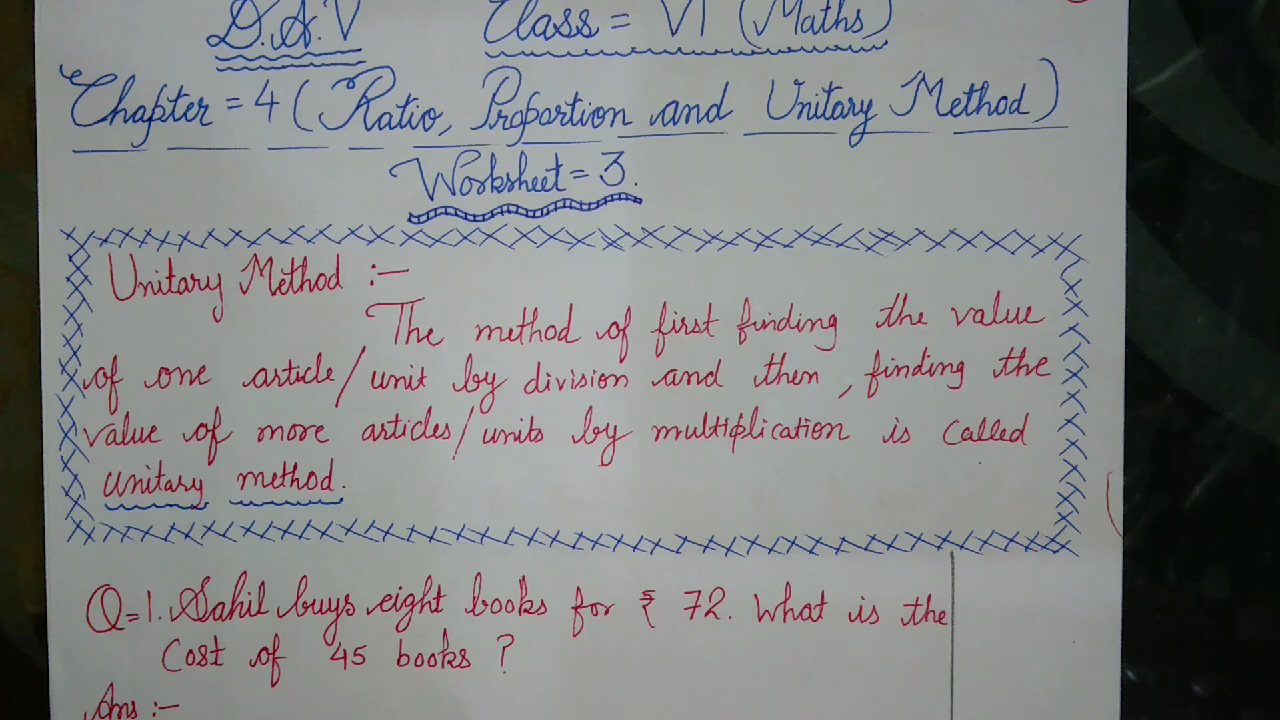 D.A.V Class = VI (Maths)
Chapter = 4 ( Ratio, Proportion and Unitary Method )
Worksheet = 3.
Unitary Method :-
The method of first finding the value
of one article/unit by division and then, finding the
value of more articles/units by multiplication is called
unitary method.
Q=1. Sahil buys eight books for ₹ 72. What is the
Cost of 45 books ?
Ans :-